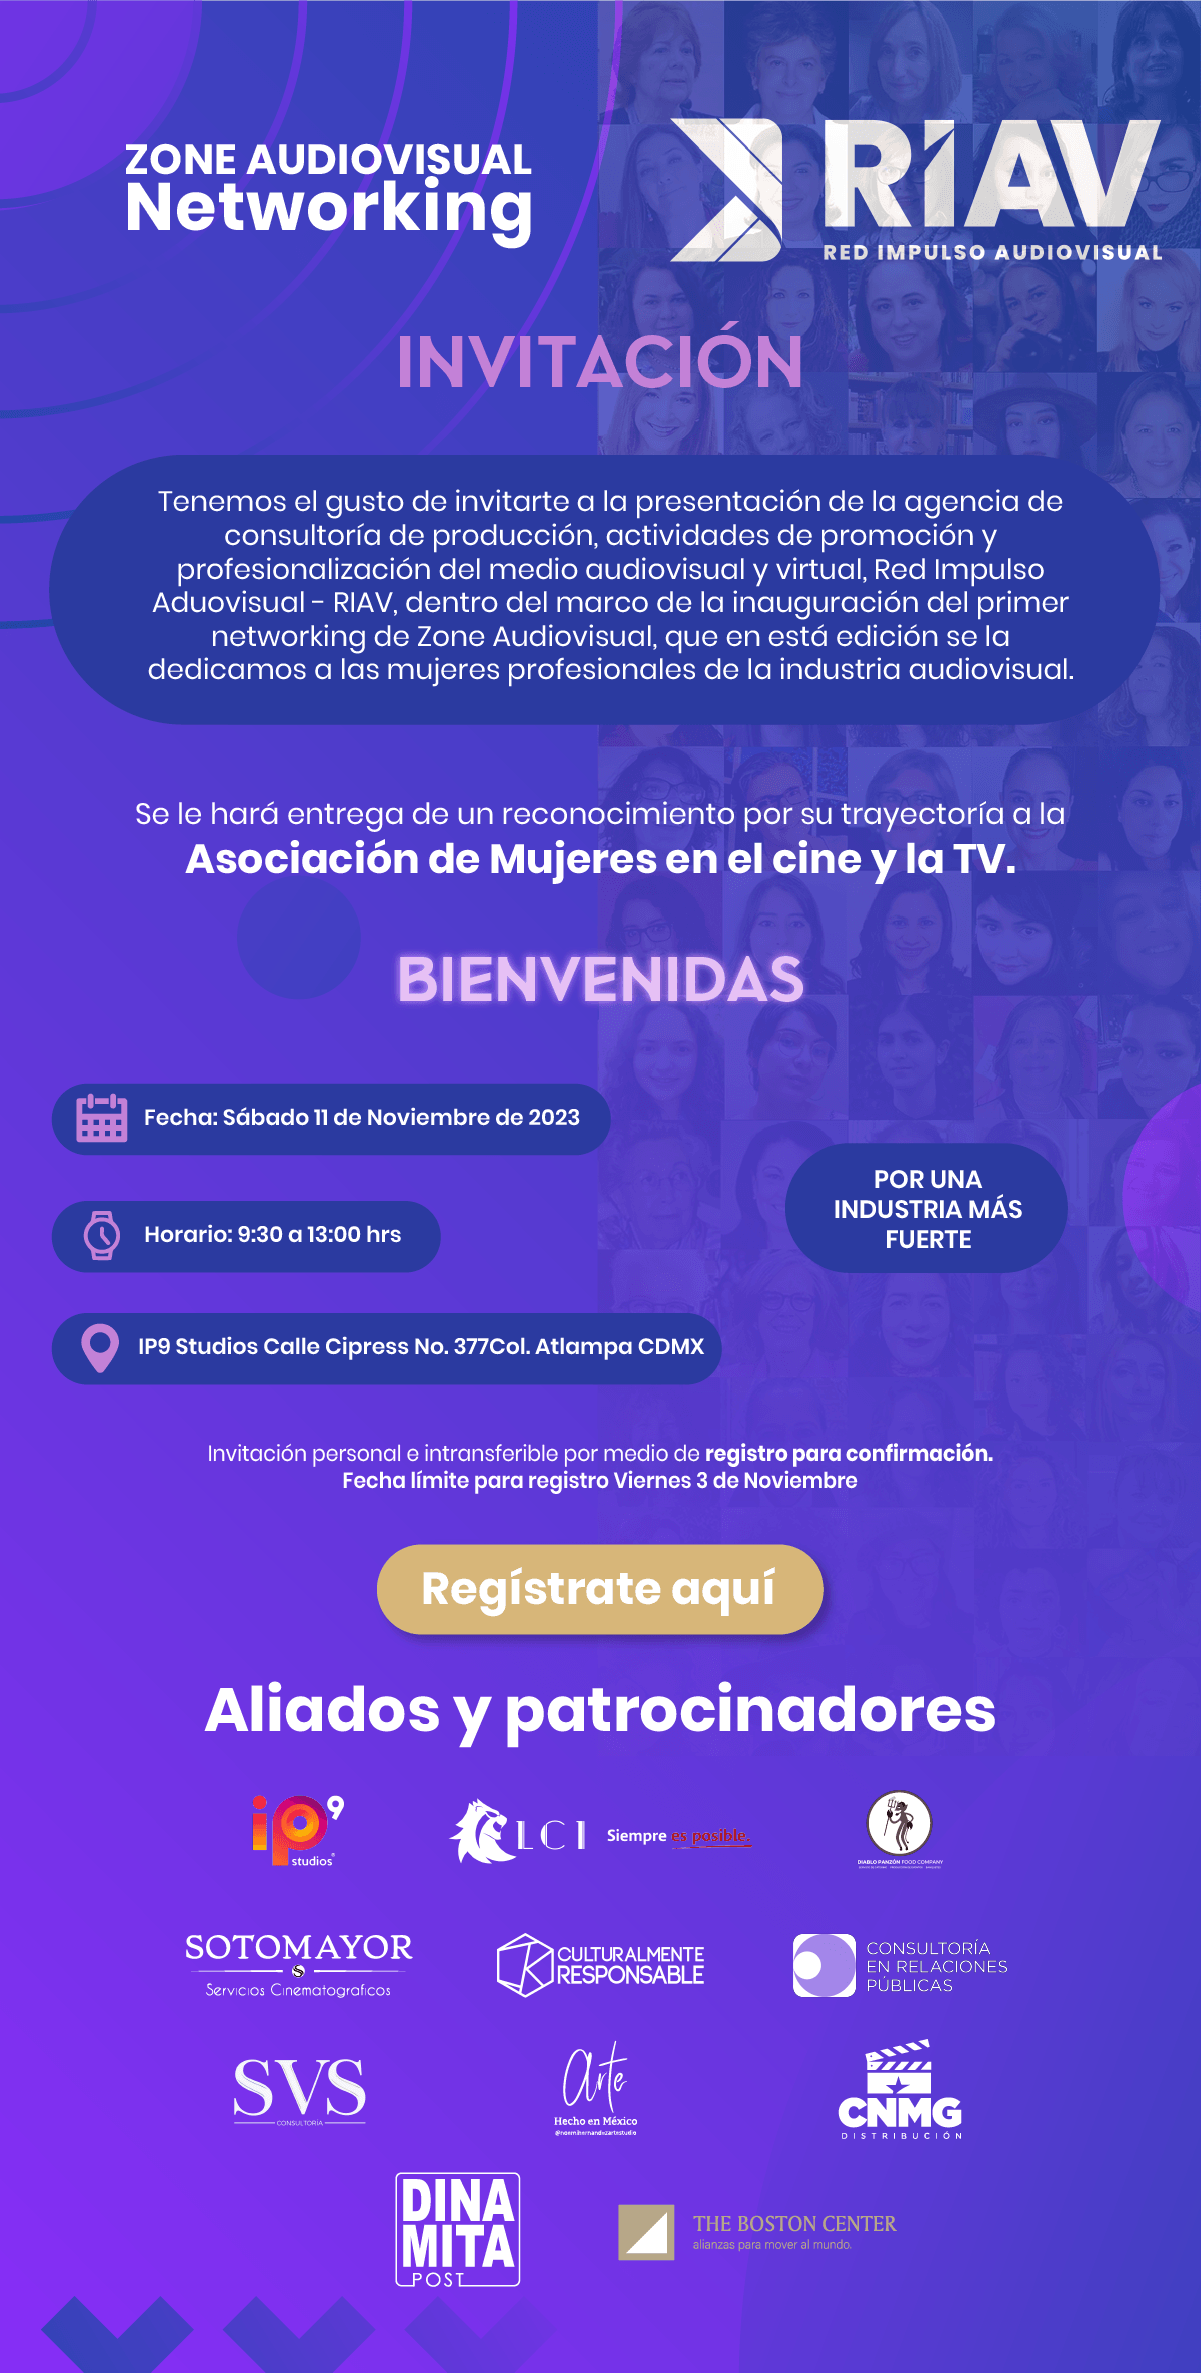 ZONE AUDIOVISUAL
Networking
RIAV
RED IMPULSO AUDIOVISUAL
INVITACIÓN
Tenemos el gusto de invitarte a la presentación de la agencia de
consultoría de producción, actividades de promoción y
profesionalización del medio audiovisual y virtual, Red Impulso
Aduovisual - RIAV, dentro del marco de la inauguración del primer
networking de Zone Audiovisual, que en está edición se la
dedicamos a las mujeres profesionales de la industria audiovisual.
Se le hará entrega de un reconocimiento por su trayectoría a la
Asociación de Mujeres en el cine y la TV.
BIENVENIDAS
Fecha: Sábado 11 de Noviembre de 2023
POR UNA
INDUSTRIA MÁS
FUERTE
Horario: 9:30 a 13:00 hrs
IP9 Studios Calle Cipress No. 377Col. Atlampa CDMX
Invitación personal e intransferible por medio de registro para confirmación.
Fecha límite para registro Viernes 3 de Noviembre
Regístrate aquí
Aliados y patrocinadores
ip9
studios
LCI
Siempre es posible.
DIABLO PANZÓN FOOD COMPANY
SOTOMAYOR
Servicios Cinematograficos
CULTURALMENTE
RESPONSABLE
CONSULTORÍA
EN RELACIONES
PÚBLICAS
SVS
CONSULTORÍA
Arte
Hecho en México
@noemihernandezartestudio
CNMG
DISTRIBUCIÓN
DINA
MITA
POST
THE BOSTON CENTER
alianzas para mover al mundo.